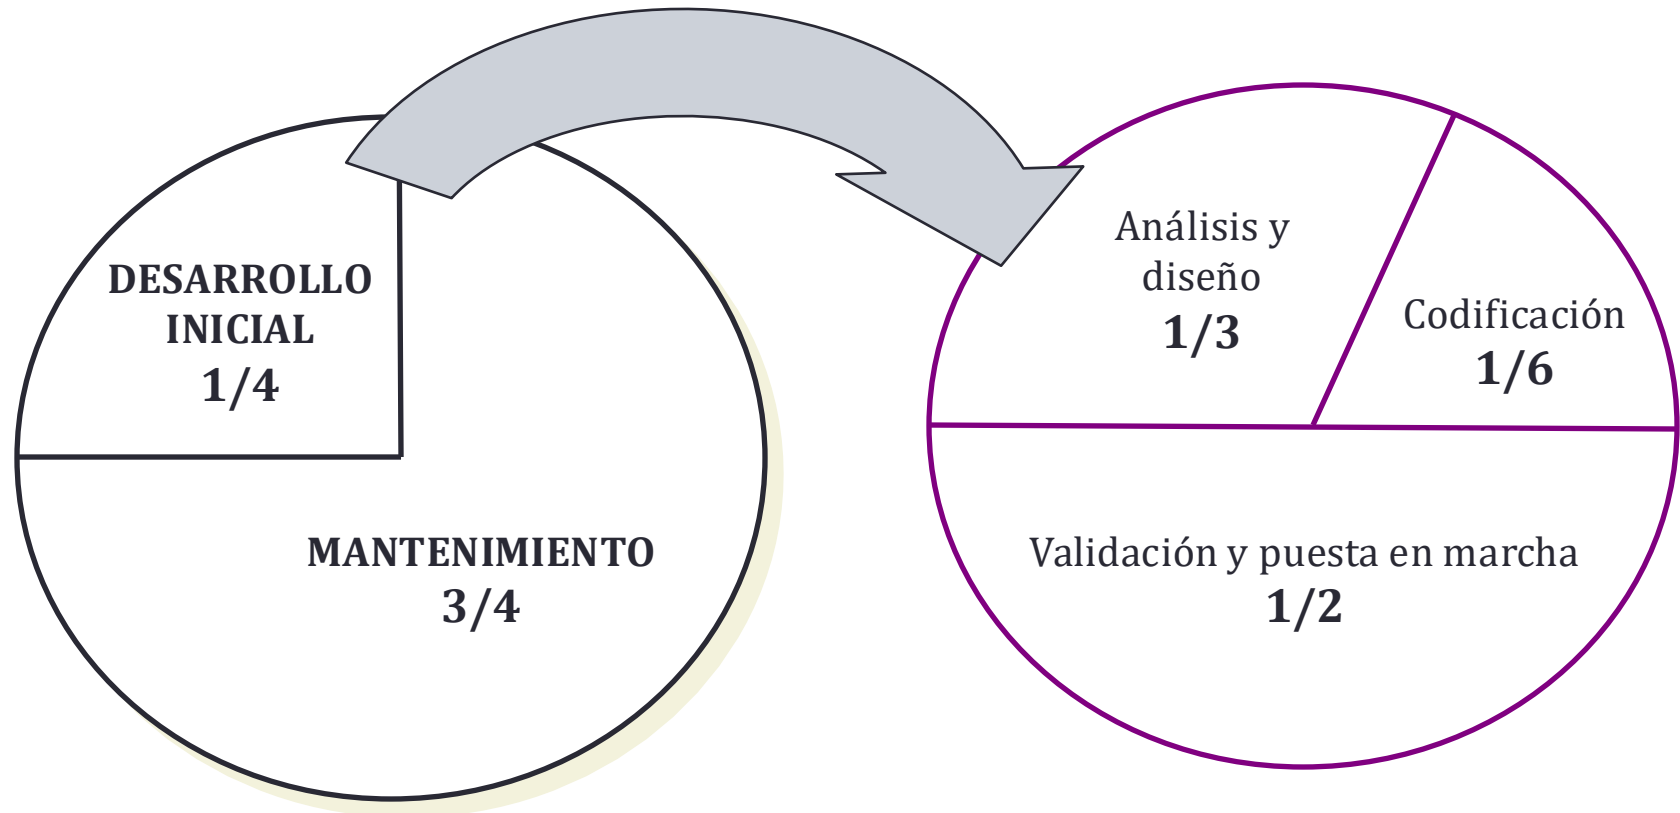 DESARROLLO
INICIAL
1/4
MANTENIMIENTO
3/4
Análisis y
diseño
1/3
Codificación
1/6
Validación y puesta en marcha
1/2